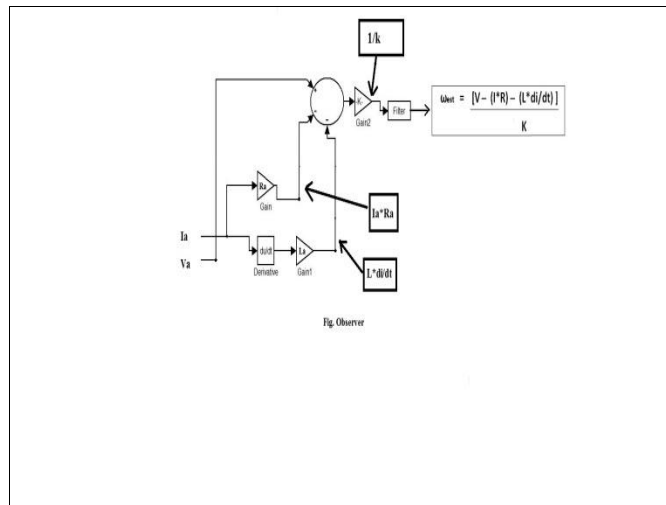 1/k
+
-
-
-K-
Gain2
Filter
ωest = [V – (I*R) – (L*di/dt) ]
K
Ra
Gain
Ia*Ra
Ia
Va
du/dt
Derivative
La
Gain1
L*di/dt
Fig. Observer